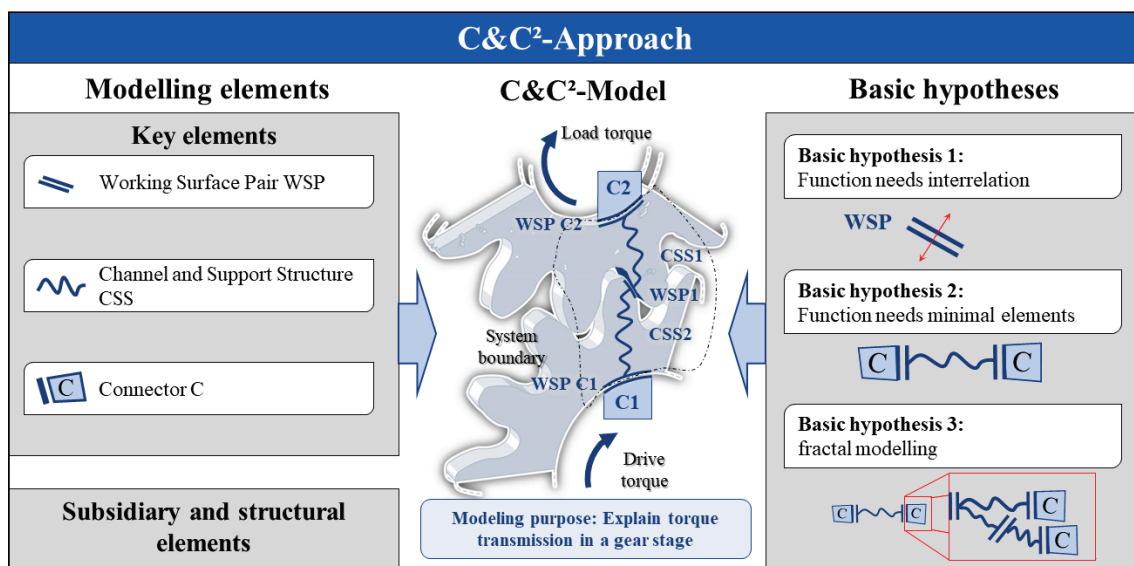 C&C²-Approach
Modelling elements
Key elements
Working Surface Pair WSP
Channel and Support Structure
CSS
Connector C
C
Subsidiary and structural
elements
C&C²-Model
Load torque
C2
WSP C2
CSS1
WSP1
CSS2
System
boundary
WSP C1
C1
Drive
torque
Modeling purpose: Explain torque
transmission in a gear stage
Basic hypotheses
Basic hypothesis 1:
Function needs interrelation
WSP
Basic hypothesis 2:
Function needs minimal elements
C C
Basic hypothesis 3:
fractal modelling
C C
C
C